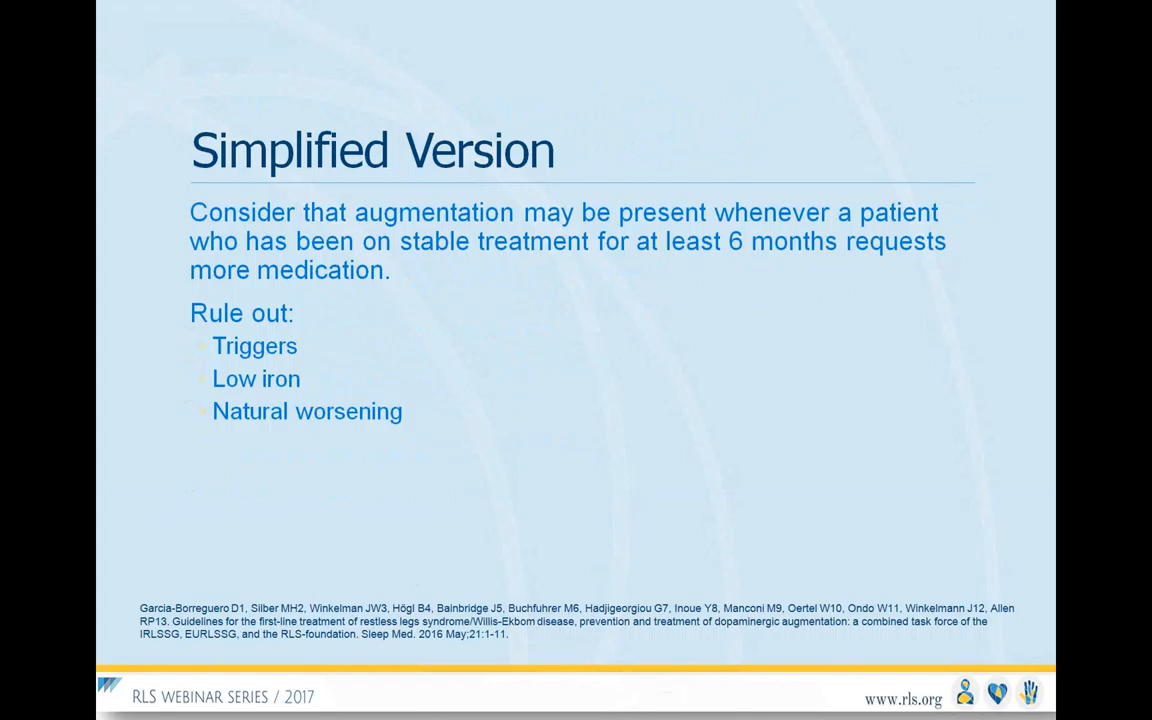 Simplified Version
Consider that augmentation may be present whenever a patient
who has been on stable treatment for at least 6 months requests
more medication.
Rule out:
Triggers
Low iron
Natural worsening
Garcia-Borreguero D1, Silber MH2, Winkelman JW3, Högl B4, Bainbridge J5, Buchfuhrer M6, Hadjigeorgiou G7, Inoue Y8, Manconi M9, Oertel W10, Ondo W11, Winkelmann J12, Allen
RP13. Guidelines for the first-line treatment of restless legs syndrome/Willis-Ekbom disease, prevention and treatment of dopaminergic augmentation: a combined task force of the
IRLSSG, EURLSSG, and the RLS-foundation. Sleep Med. 2016 May;21:1-11.
RLS WEBINAR SERIES / 2017
www.rls.org